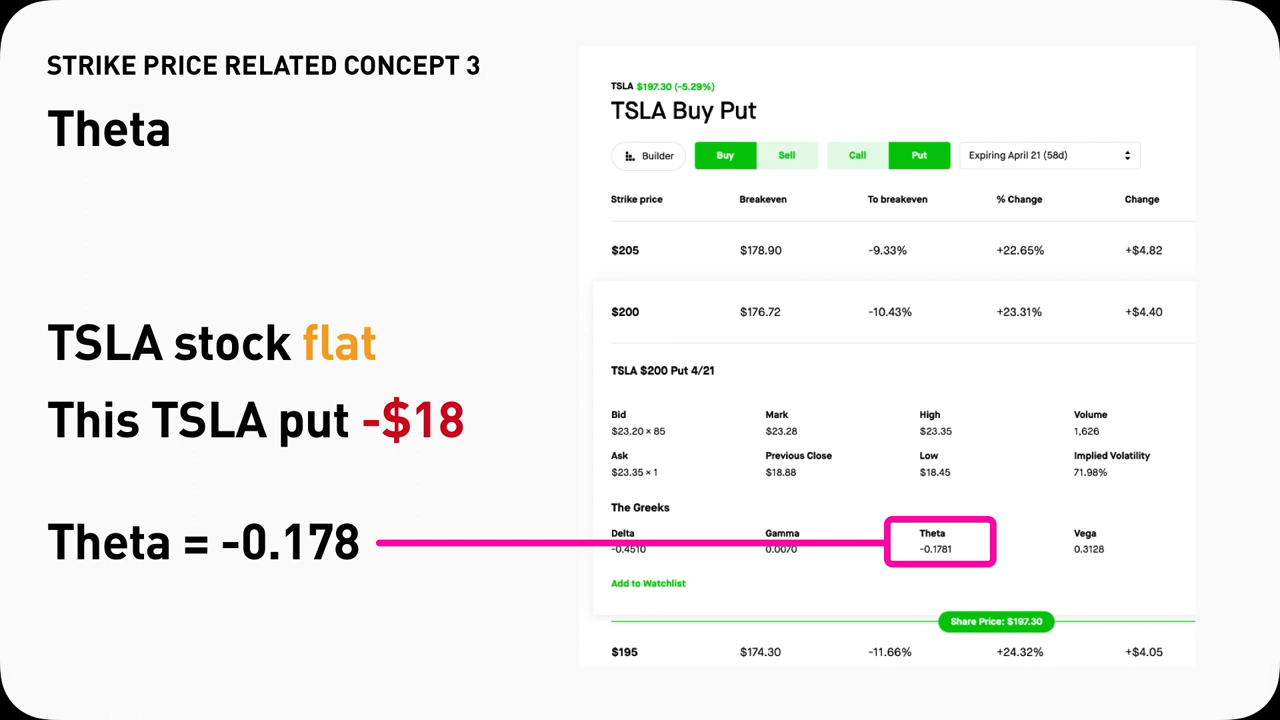 STRIKE PRICE RELATED CONCEPT 3
Theta
TSLA stock flat
This TSLA put -$18
Theta = -0.178
TSLA $197.30 (-5.29%)
TSLA Buy Put
Builder Buy Sell Call Put Expiring April 21 (58d)
Strike price Breakeven To breakeven % Change Change
$205 $178.90 -9.33% +22.65% +$4.82
$200 $176.72 -10.43% +23.31% +$4.40
TSLA $200 Put 4/21
Bid Mark High Volume
$23.20 × 85 $23.28 $23.35 1,626
Ask Previous Close Low Implied Volatility
$23.35 × 1 $18.88 $18.45 71.98%
The Greeks
Delta Gamma Theta Vega
-0.4510 0.0070 -0.1781 0.3128
Add to Watchlist
Share Price: $197.30
$195 $174.30 -11.66% +24.32% +$4.05